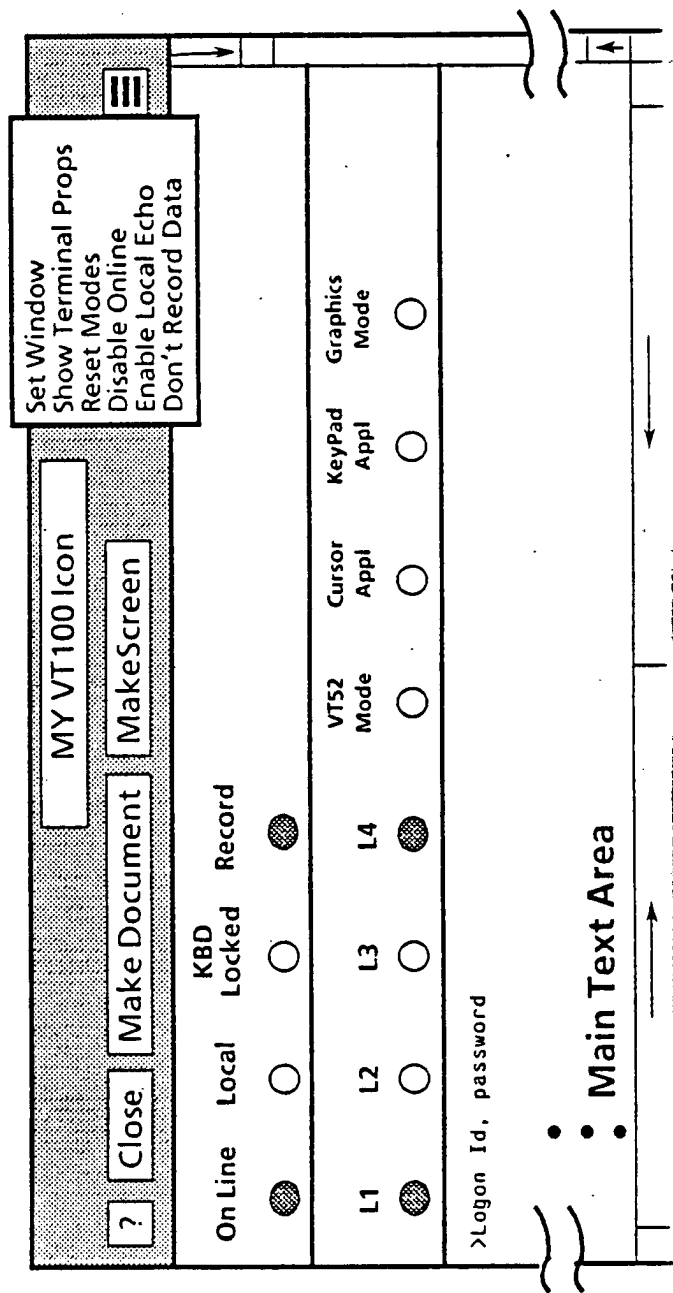 MY VT100 Icon
? Close Make Document MakeScreen
Set Window
Show Terminal Props
Reset Modes
Disable Online
Enable Local Echo
Don't Record Data
On Line Local KBD Locked Record
L1 L2 L3 L4 VT52 Mode Cursor Appl KeyPad Appl Graphics Mode
>Logon Id, password
Main Text Area